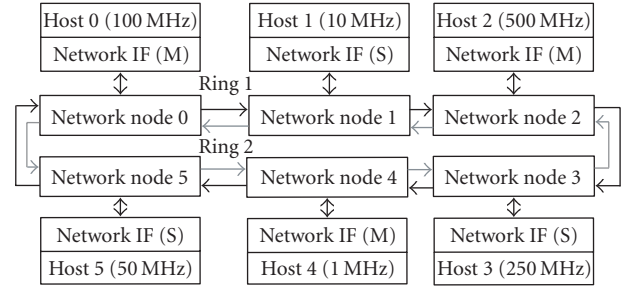 Host 0 (100 MHz) Host 1 (10 MHz) Host 2 (500 MHz)
Network IF (M) Network IF (S) Network IF (M)
Ring 1
Network node 0 Network node 1 Network node 2
Ring 2
Network node 5 Network node 4 Network node 3
Network IF (S) Network IF (M) Network IF (S)
Host 5 (50 MHz) Host 4 (1 MHz) Host 3 (250 MHz)